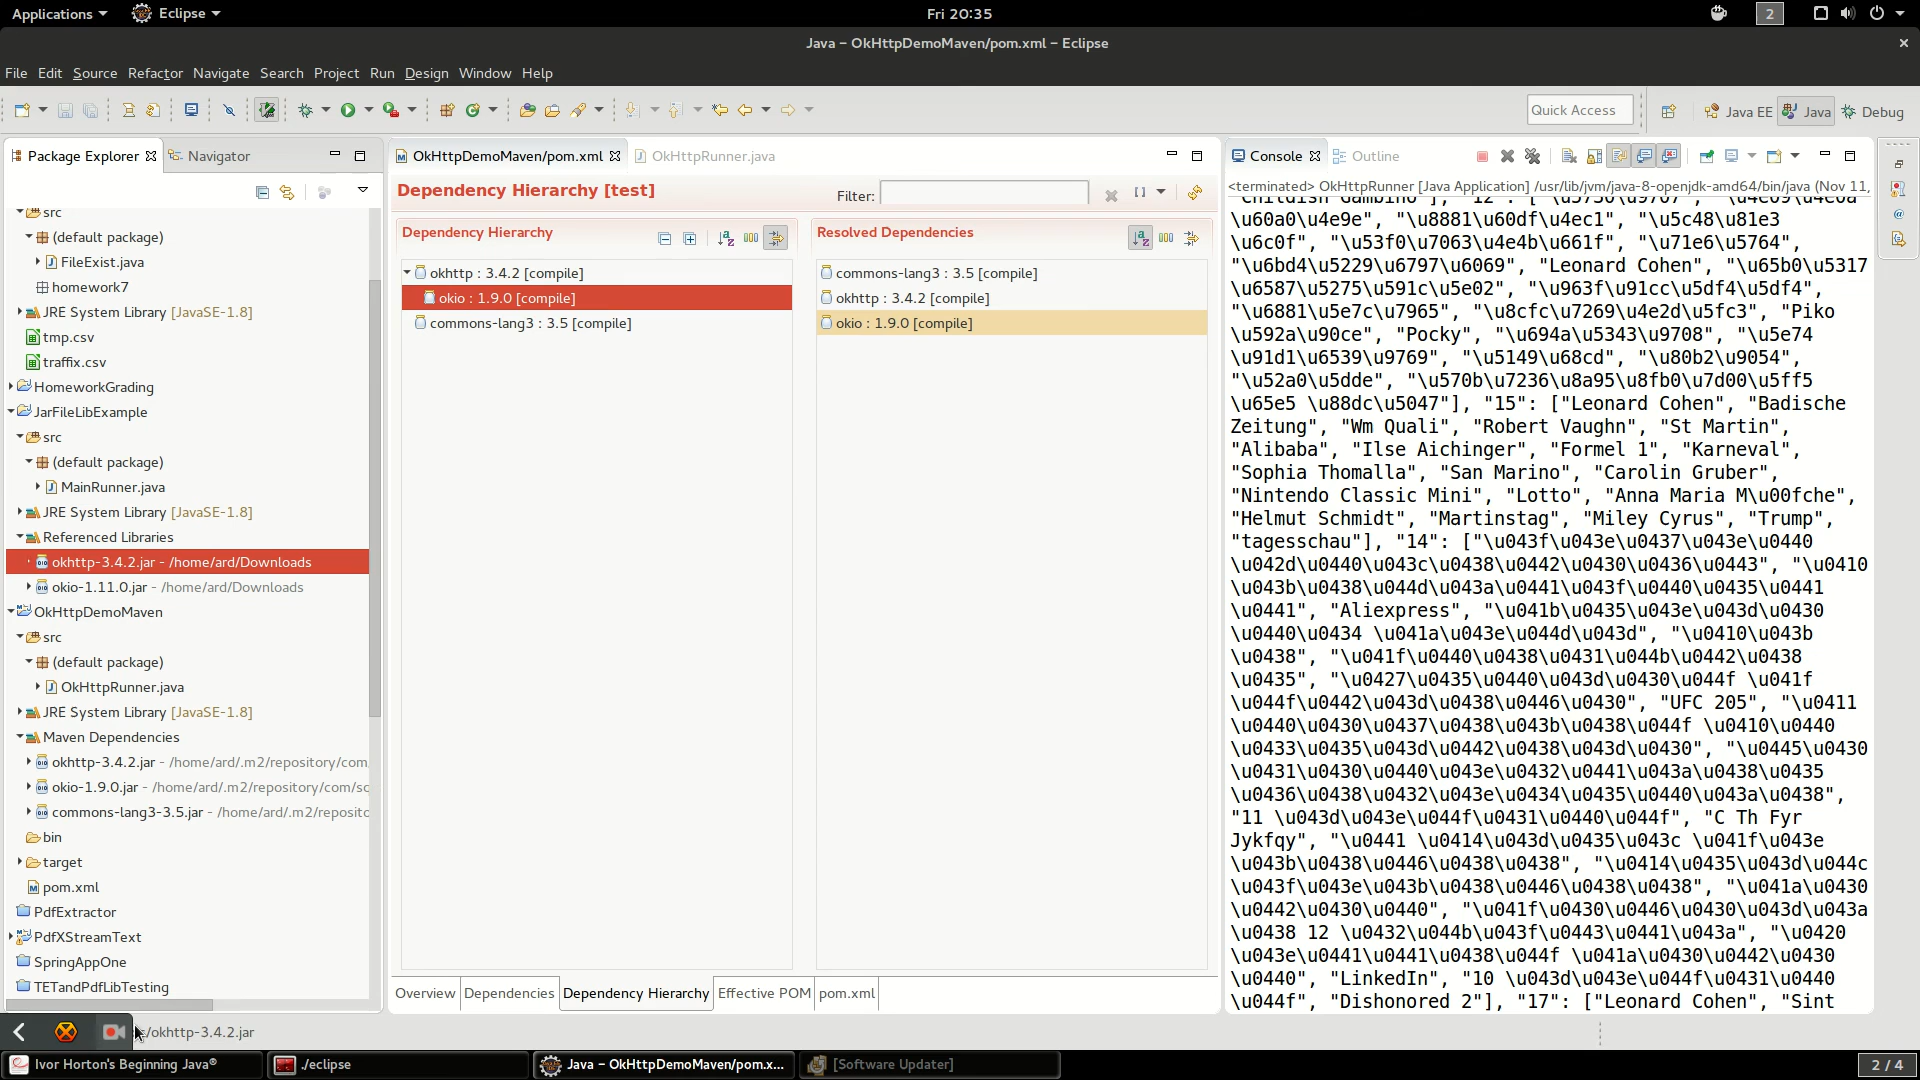 Applications
Eclipse
Fri 20:35
2
Java – OkHttpDemoMaven/pom.xml – Eclipse
File Edit Source Refactor Navigate Search Project Run Design Window Help
Quick Access
Java EE
Java
Debug
Package Explorer
Navigator
src
(default package)
FileExist.java
homework7
JRE System Library [JavaSE-1.8]
tmp.csv
traffix.csv
HomeworkGrading
JarFileLibExample
src
(default package)
MainRunner.java
JRE System Library [JavaSE-1.8]
Referenced Libraries
okhttp-3.4.2.jar - /home/ard/Downloads
okio-1.11.0.jar - /home/ard/Downloads
OkHttpDemoMaven
src
(default package)
OkHttpRunner.java
JRE System Library [JavaSE-1.8]
Maven Dependencies
okhttp-3.4.2.jar - /home/ard/.m2/repository/com
okio-1.9.0.jar - /home/ard/.m2/repository/com/sq
commons-lang3-3.5.jar - /home/ard/.m2/reposito
bin
target
pom.xml
PdfExtractor
PdfXStreamText
SpringAppOne
TETandPdfLibTesting
OkHttpDemoMaven/pom.xml
OkHttpRunner.java
Dependency Hierarchy [test]
Filter:
Dependency Hierarchy
okhttp : 3.4.2 [compile]
okio : 1.9.0 [compile]
commons-lang3 : 3.5 [compile]
Resolved Dependencies
commons-lang3 : 3.5 [compile]
okhttp : 3.4.2 [compile]
okio : 1.9.0 [compile]
Overview Dependencies Dependency Hierarchy Effective POM pom.xml
Console
Outline
<terminated> OkHttpRunner [Java Application] /usr/lib/jvm/java-8-openjdk-amd64/bin/java (Nov 11,
\u60a0\u4e9e", "\u8881\u60df\u4ec1", "\u5c48\u81e3
\u6c0f", "\u53f0\u7063\u4e4b\u661f", "\u71e6\u5764",
"\u6bd4\u5229\u6797\u6069", "Leonard Cohen", "\u65b0\u5317
\u6587\u5275\u591c\u5e02", "\u963f\u91cc\u5df4\u5df4",
"\u6881\u5e7c\u7965", "\u8cfc\u7269\u4e2d\u5fc3", "Piko
\u592a\u90ce", "Pocky", "\u694a\u5343\u9708", "\u5e74
\u91d1\u6539\u9769", "\u5149\u68cd", "\u80b2\u9054",
"\u52a0\u5dde", "\u570b\u7236\u8a95\u8fb0\u7d00\u5ff5
\u65e5 \u88dc\u5047"], "15": ["Leonard Cohen", "Badische
Zeitung", "Wm Quali", "Robert Vaughn", "St Martin",
"Alibaba", "Ilse Aichinger", "Formel 1", "Karneval",
"Sophia Thomalla", "San Marino", "Carolin Gruber",
"Nintendo Classic Mini", "Lotto", "Anna Maria M\u00fche",
"Helmut Schmidt", "Martinstag", "Miley Cyrus", "Trump",
"tagesschau"], "14": ["\u043f\u043e\u0437\u043e\u0440
\u042d\u0440\u043c\u0438\u0442\u0430\u0436\u0443", "\u0410
\u043b\u0438\u044d\u043a\u0441\u043f\u0440\u0435\u0441
\u0441", "Aliexpress", "\u041b\u0435\u043e\u043d\u0430
\u0440\u0434 \u041a\u043e\u044d\u043d", "\u0410\u043b
\u0438", "\u041f\u0440\u0438\u0431\u044b\u0442\u0438
\u0435", "\u0427\u0435\u0440\u043d\u0430\u044f \u041f
\u044f\u0442\u043d\u0438\u0446\u0430", "UFC 205", "\u0411
\u0440\u0430\u0437\u0438\u043b\u0438\u044f \u0410\u0440
\u0433\u0435\u043d\u0442\u0438\u043d\u0430", "\u0445\u0430
\u0431\u0430\u0440\u043e\u0432\u0441\u043a\u0438\u0435
\u0436\u0438\u0432\u043e\u0434\u0435\u0440\u043a\u0438",
"11 \u043d\u043e\u044f\u0431\u0440\u044f", "C Th Fyr
Jykfqy", "\u0441 \u0414\u043d\u0435\u043c \u041f\u043e
\u043b\u0438\u0446\u0438\u0438", "\u0414\u0435\u043d\u044c
\u043f\u043e\u043b\u0438\u0446\u0438\u0438", "\u041a\u0430
\u0442\u0430\u0440", "\u041f\u0430\u0446\u0430\u043d\u043a
\u0438 12 \u0432\u044b\u043f\u0443\u0441\u043a", "\u0420
\u043e\u0441\u0441\u0438\u044f \u041a\u0430\u0442\u0430
\u0440", "LinkedIn", "10 \u043d\u043e\u044f\u0431\u0440
\u044f", "Dishonored 2"], "17": ["Leonard Cohen", "Sint
/okhttp-3.4.2.jar
Ivor Horton's Beginning Java®
./eclipse
Java – OkHttpDemoMaven/pom.x...
[Software Updater]
2 / 4